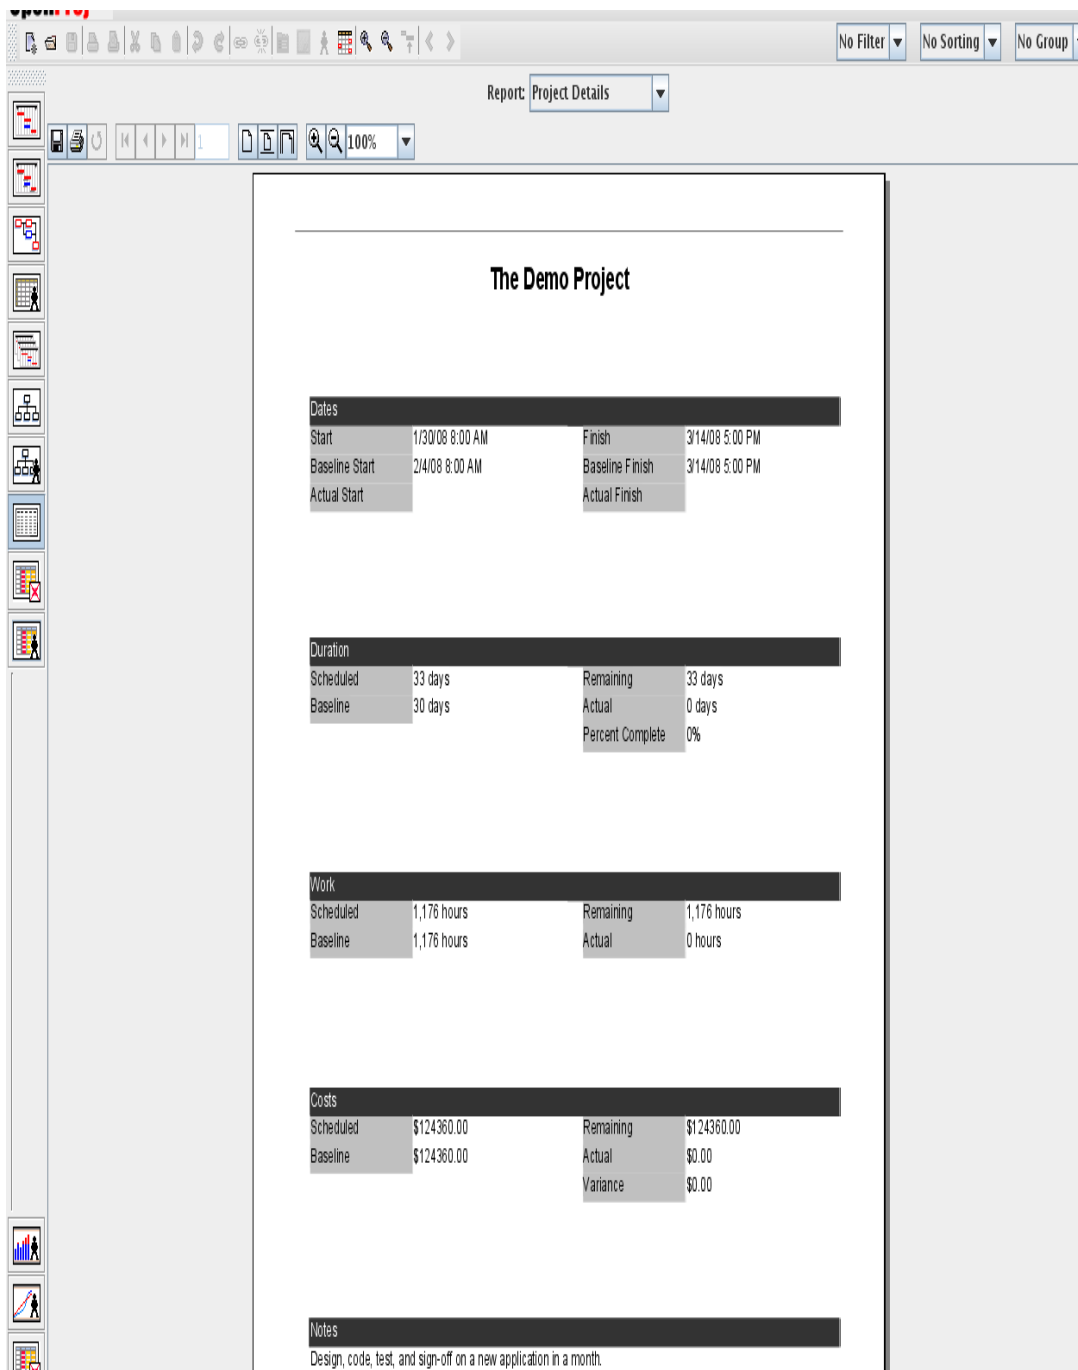 OpenProj
No Filter No Sorting No Group
Report: Project Details
1 100%
The Demo Project
Dates
Start 1/30/08 8:00 AM Finish 3/14/08 5:00 PM
Baseline Start 2/4/08 8:00 AM Baseline Finish 3/14/08 5:00 PM
Actual Start Actual Finish
Duration
Scheduled 33 days Remaining 33 days
Baseline 30 days Actual 0 days
Percent Complete 0%
Work
Scheduled 1,176 hours Remaining 1,176 hours
Baseline 1,176 hours Actual 0 hours
Costs
Scheduled $124360.00 Remaining $124360.00
Baseline $124360.00 Actual $0.00
Variance $0.00
Notes
Design, code, test, and sign-off on a new application in a month.